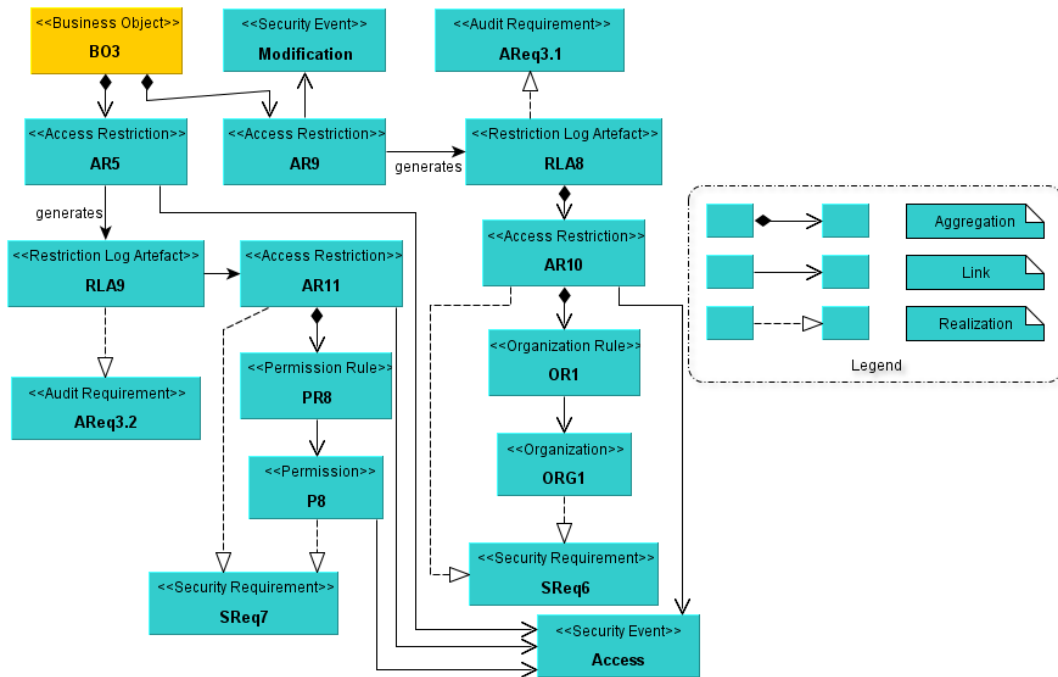 <<Business Object>>
BO3
<<Security Event>>
Modification
<<Audit Requirement>>
AReq3.1
<<Access Restriction>>
AR5
<<Access Restriction>>
AR9
generates
<<Restriction Log Artefact>>
RLA8
generates
<<Restriction Log Artefact>>
RLA9
<<Access Restriction>>
AR11
<<Access Restriction>>
AR10
Aggregation
Link
Realization
Legend
<<Audit Requirement>>
AReq3.2
<<Permission Rule>>
PR8
<<Organization Rule>>
OR1
<<Permission>>
P8
<<Organization>>
ORG1
<<Security Requirement>>
SReq7
<<Security Requirement>>
SReq6
<<Security Event>>
Access